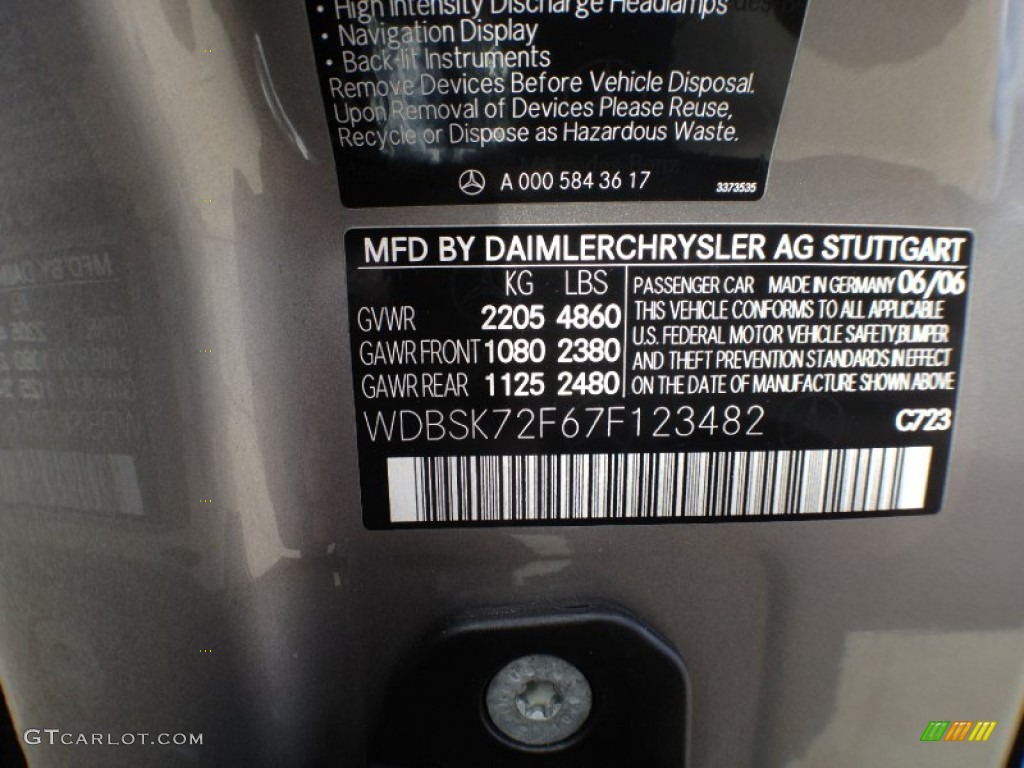 • High Intensity Discharge Headlamps
• Navigation Display
• Back-lit Instruments
Remove Devices Before Vehicle Disposal.
Upon Removal of Devices Please Reuse,
Recycle or Dispose as Hazardous Waste.
A 000 584 36 17
3373535
MFD BY DAIMLERCHRYSLER AG STUTTGART
KG LBS
GVWR 2205 4860
GAWR FRONT 1080 2380
GAWR REAR 1125 2480
PASSENGER CAR MADE IN GERMANY 06/06
THIS VEHICLE CONFORMS TO ALL APPLICABLE
U.S. FEDERAL MOTOR VEHICLE SAFETY, BUMPER
AND THEFT PREVENTION STANDARDS IN EFFECT
ON THE DATE OF MANUFACTURE SHOWN ABOVE
WDBSK72F67F123482
C723
GTCARLOT.COM